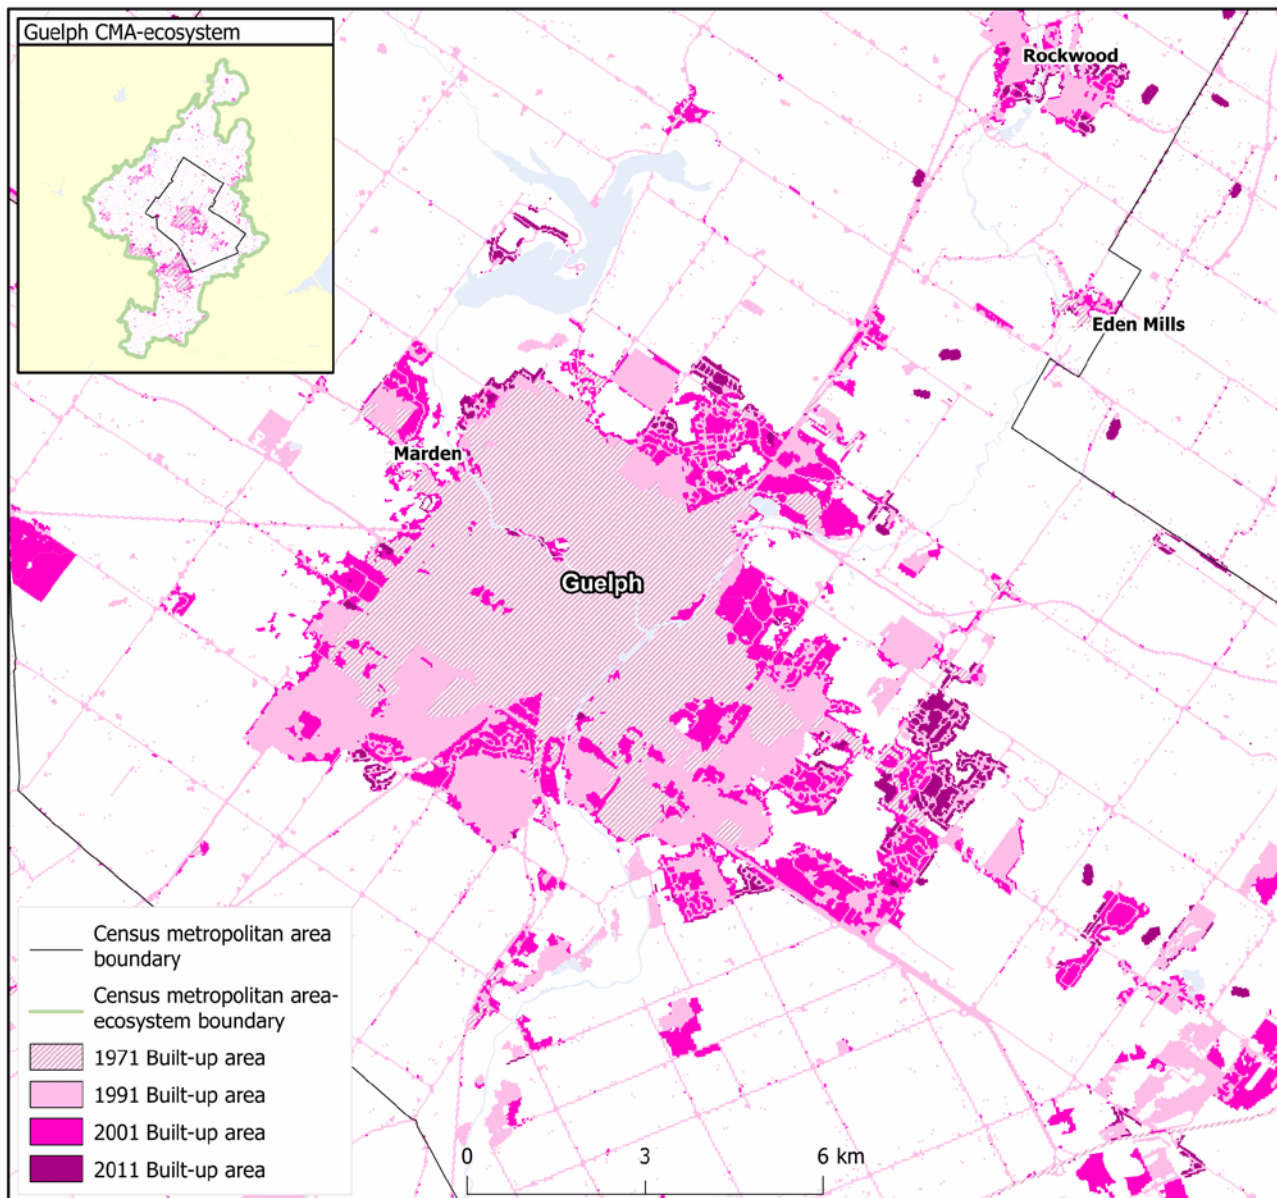 Guelph CMA-ecosystem
Rockwood
Eden Mills
Marden
Guelph
Census metropolitan area
boundary
Census metropolitan area-
ecosystem boundary
1971 Built-up area
1991 Built-up area
2001 Built-up area
2011 Built-up area
0 3 6 km